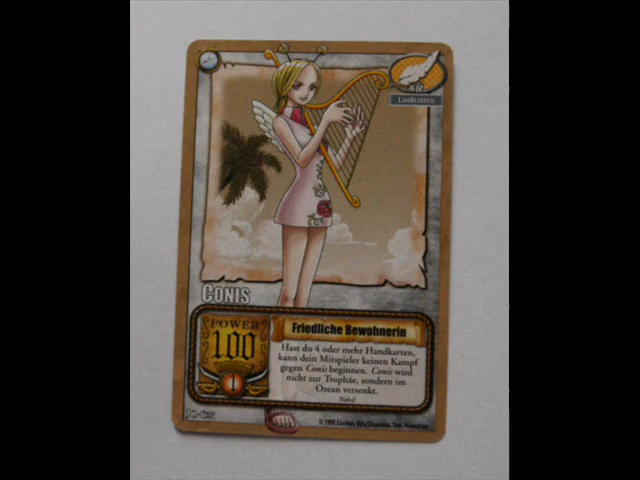 Landratten
CONIS
POWER
100
1
Friedliche Bewohnerin
Hast du 4 oder mehr Handkarten,
kann dein Mitspieler keinen Kampf
gegen Conis beginnen. Conis wird
nicht zur Trophäe, sondern im
Ozean versenkt.